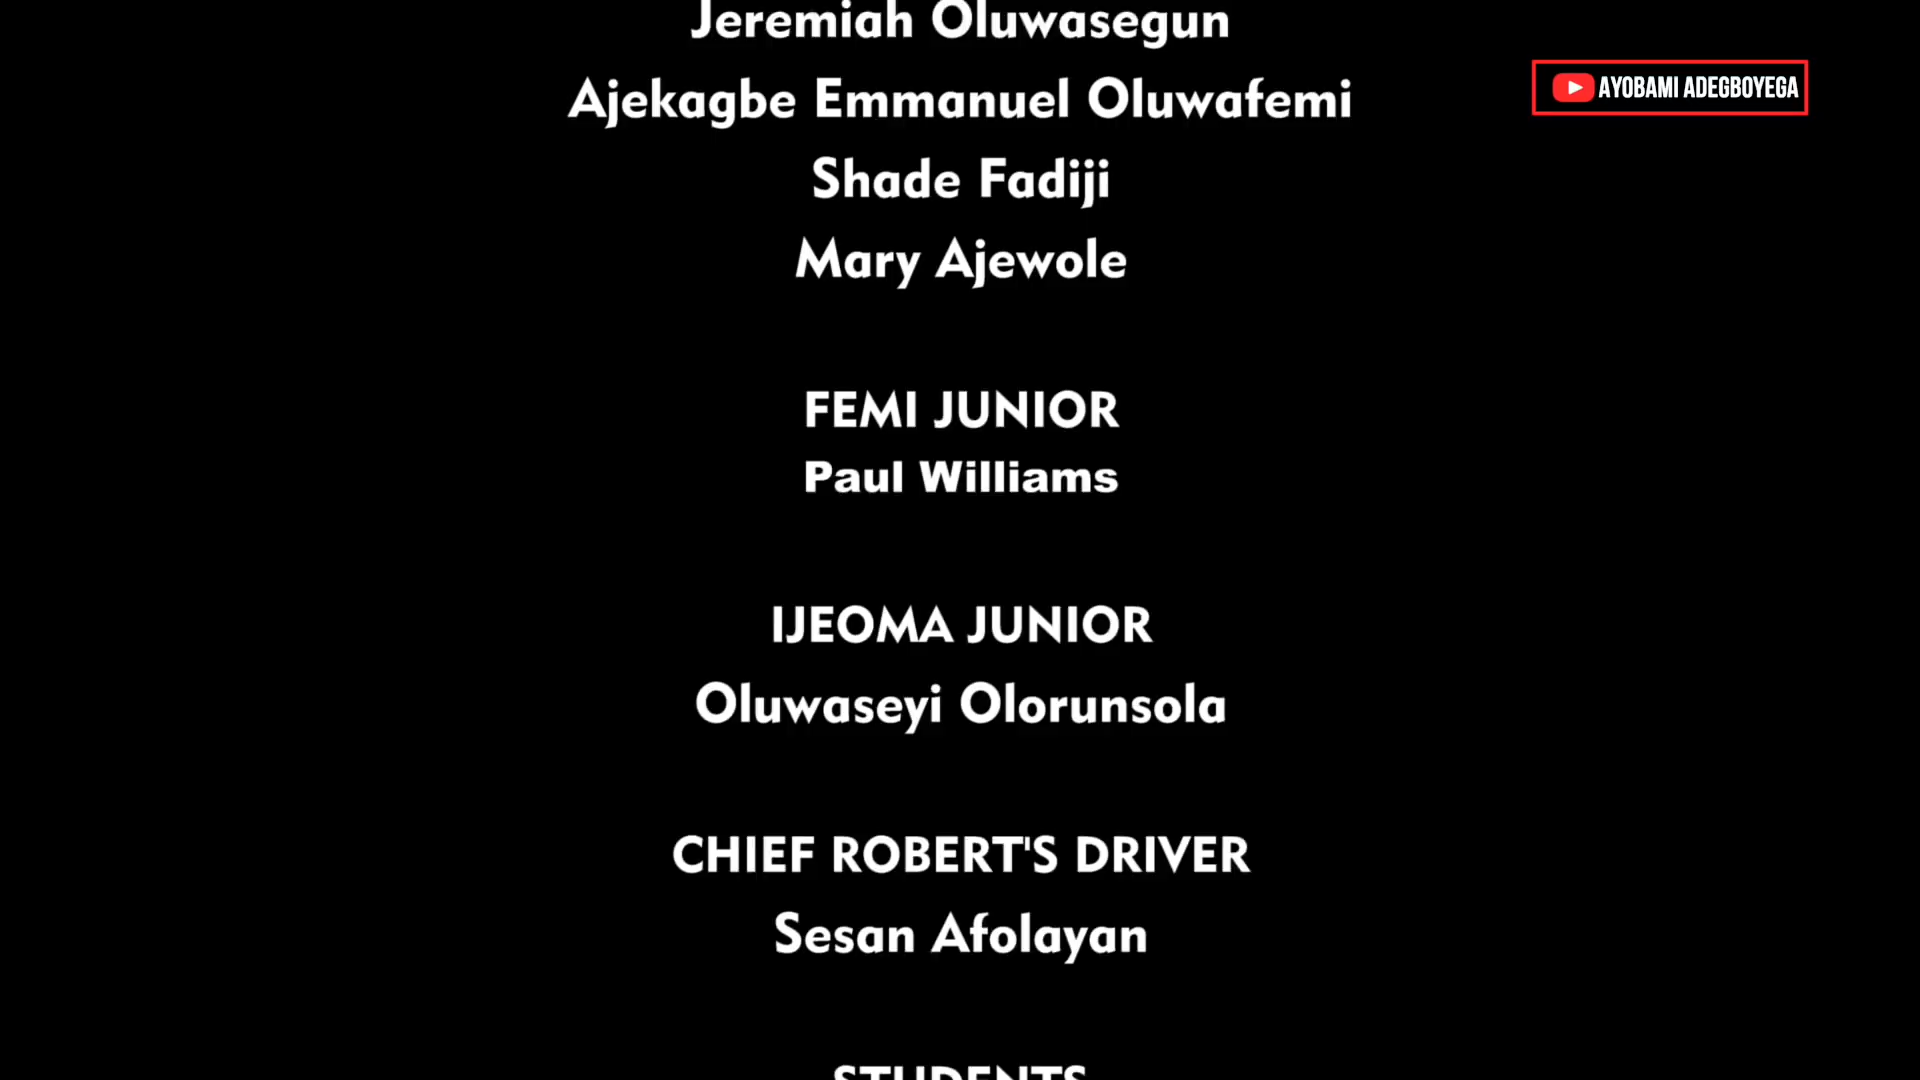 Jeremiah Oluwasegun
AYOBAMI ADEGBOYEGA
Ajekagbe Emmanuel Oluwafemi
Shade Fadiji
Mary Ajewole
FEMI JUNIOR
Paul Williams
IJEOMA JUNIOR
Oluwaseyi Olorunsola
CHIEF ROBERT'S DRIVER
Sesan Afolayan
STUDENTS